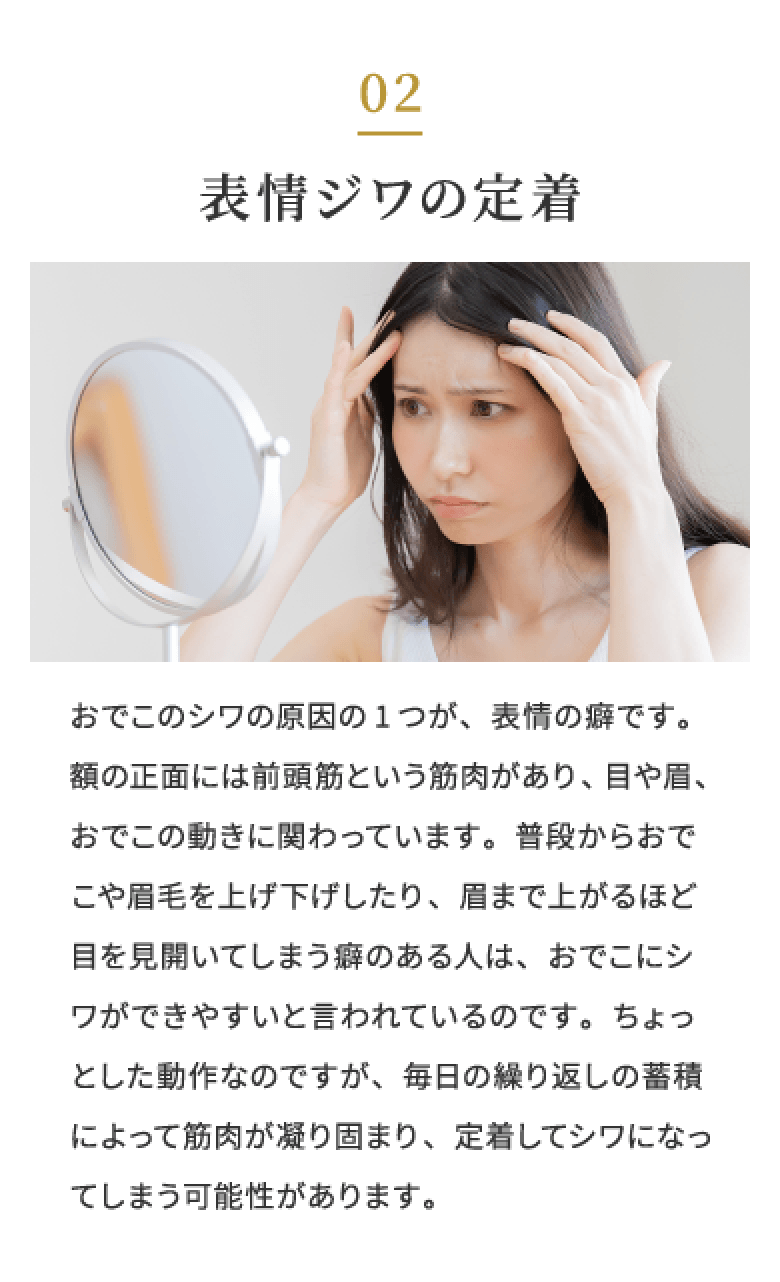 02
表情ジワの定着
おでこのシワの原因の1つが、表情の癖です。
額の正面には前頭筋という筋肉があり、目や眉、
おでこの動きに関わっています。普段からおで
こや眉毛を上げ下げしたり、眉まで上がるほど
目を見開いてしまう癖のある人は、おでこにシ
ワができやすいと言われているのです。ちょっ
とした動作なのですが、毎日の繰り返しの蓄積
によって筋肉が凝り固まり、定着してシワになっ
てしまう可能性があります。